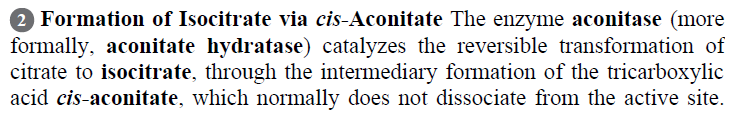 2 Formation of Isocitrate via cis-Aconitate The enzyme aconitase (more
formally, aconitate hydratase) catalyzes the reversible transformation of
citrate to isocitrate, through the intermediary formation of the tricarboxylic
acid cis-aconitate, which normally does not dissociate from the active site.